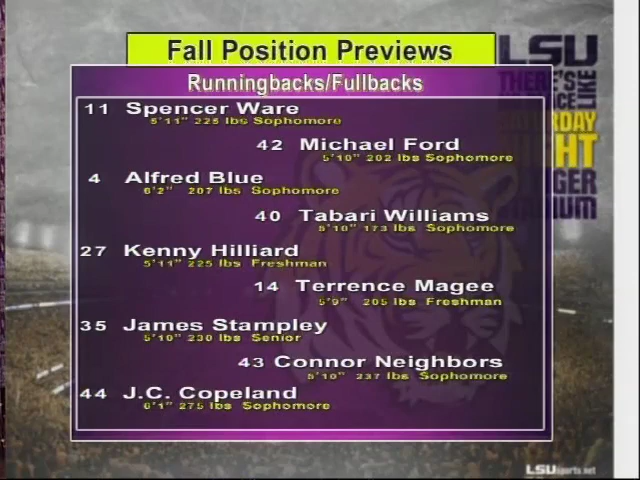 Fall Position Previews
Runningbacks/Fullbacks
11 Spencer Ware
5'11" 225 lbs Sophomore
42 Michael Ford
5'10" 202 lbs Sophomore
4 Alfred Blue
6'2" 207 lbs Sophomore
40 Tabari Williams
5'10" 173 lbs Sophomore
27 Kenny Hilliard
5'11" 225 lbs Freshman
14 Terrence Magee
5'9" 205 lbs Freshman
35 James Stampley
5'10" 230 lbs Senior
43 Connor Neighbors
5'10" 237 lbs Sophomore
44 J.C. Copeland
6'1" 275 lbs Sophomore
LSU
THERE'S
LIKE
LSUsports.net